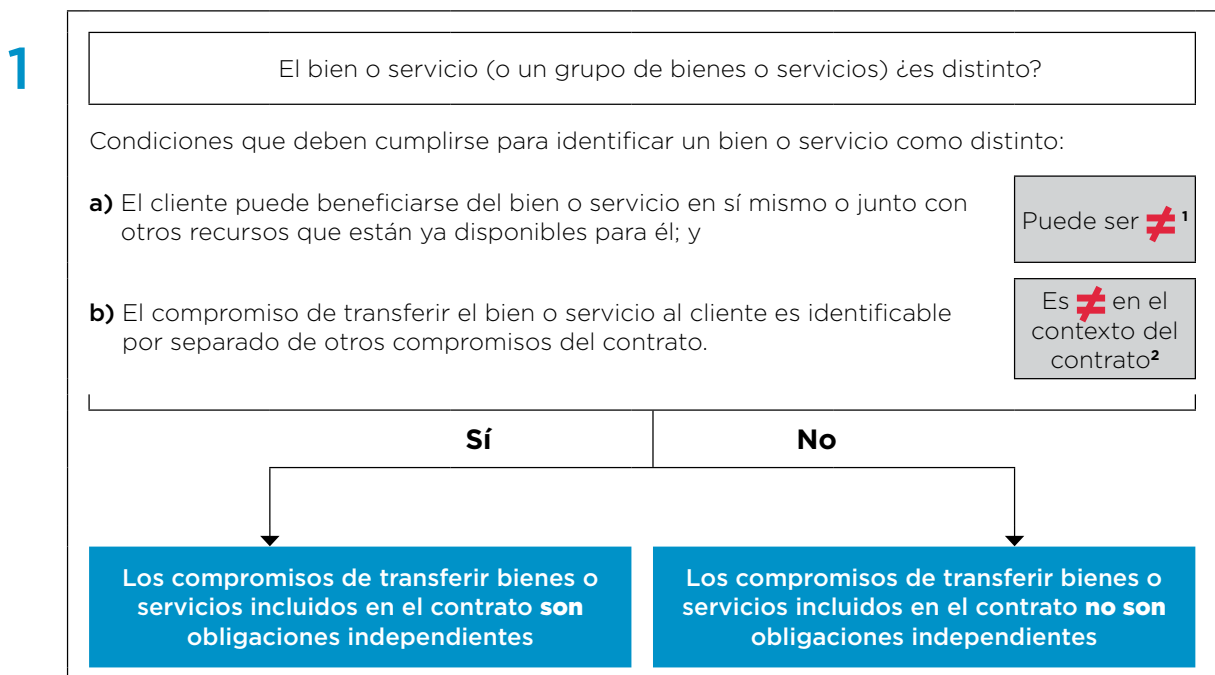 1
El bien o servicio (o un grupo de bienes o servicios) ¿es distinto?
Condiciones que deben cumplirse para identificar un bien o servicio como distinto:
a) El cliente puede beneficiarse del bien o servicio en sí mismo o junto con
otros recursos que están ya disponibles para él; y
Puede ser ≠ ¹
b) El compromiso de transferir el bien o servicio al cliente es identificable
por separado de otros compromisos del contrato.
Es ≠ en el
contexto del
contrato²
Sí
No
Los compromisos de transferir bienes o
servicios incluidos en el contrato son
obligaciones independientes
Los compromisos de transferir bienes o
servicios incluidos en el contrato no son
obligaciones independientes